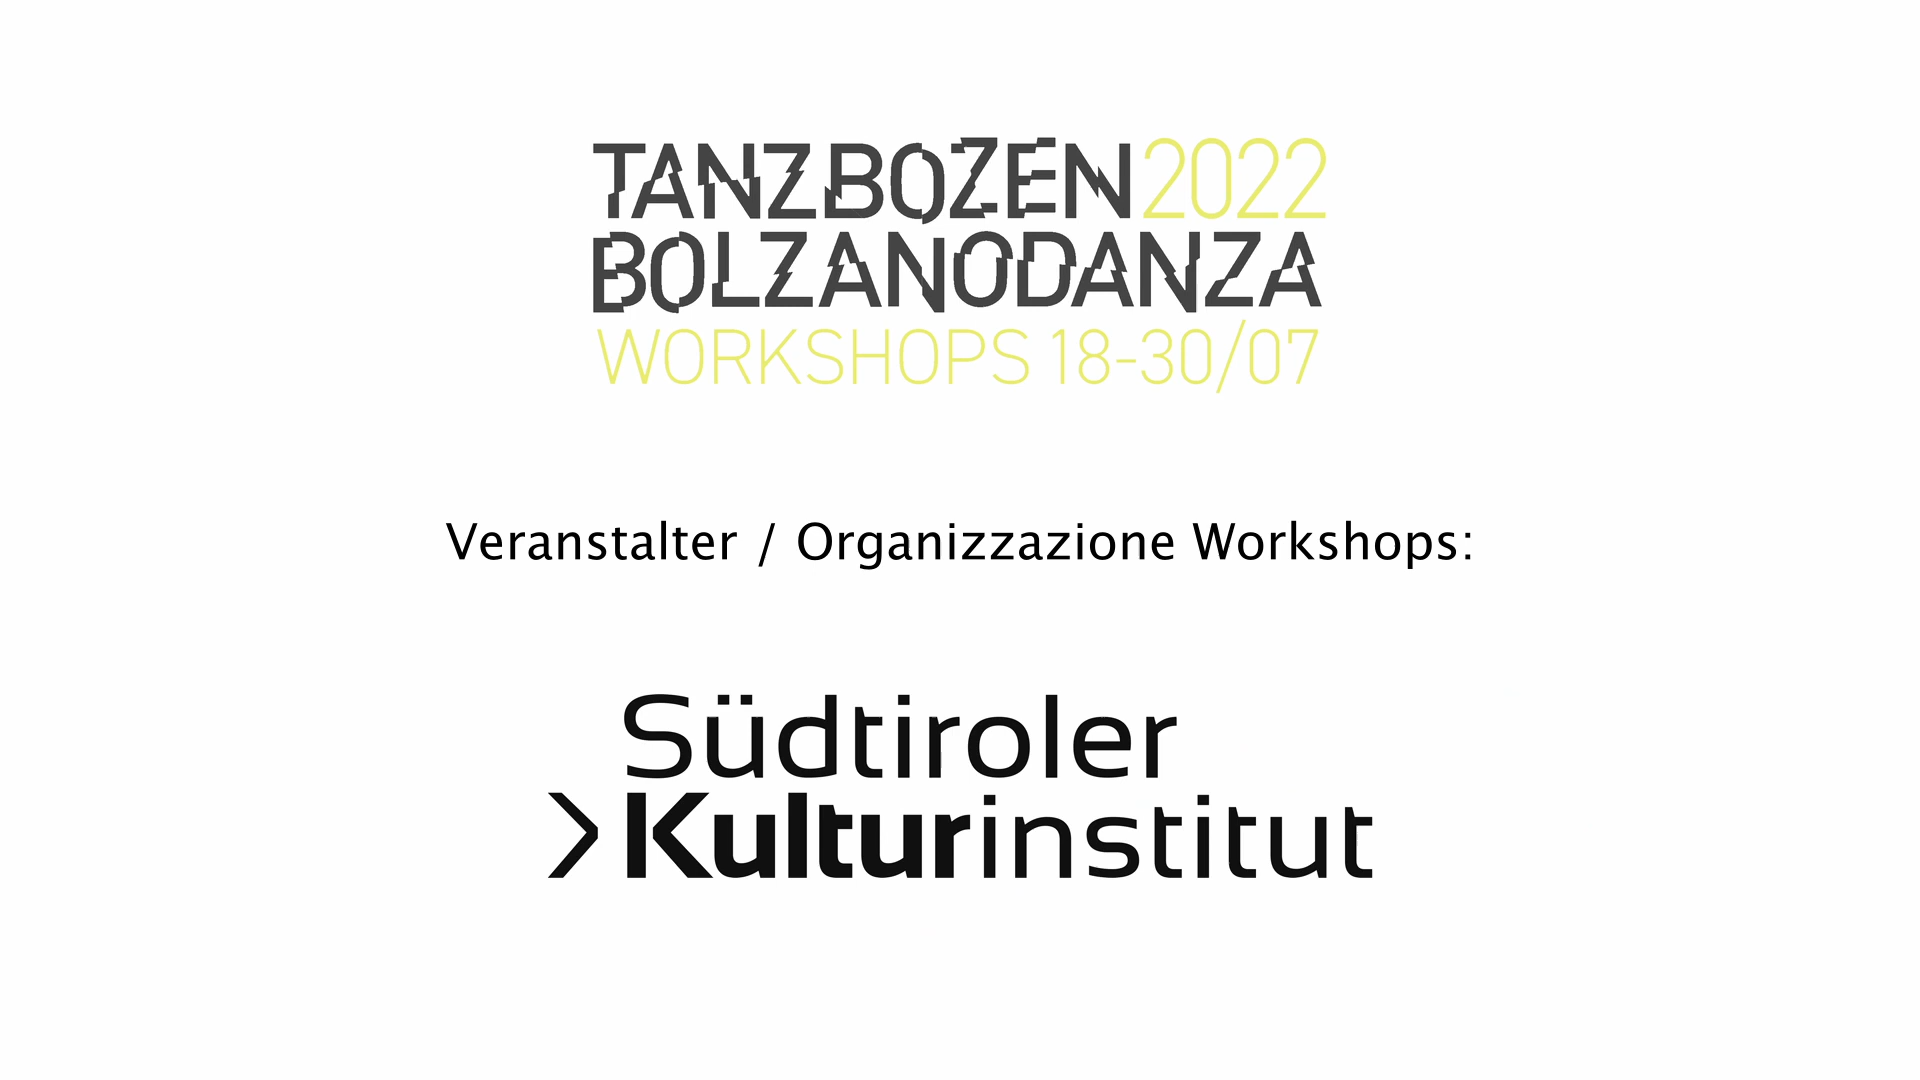 TANZBOZEN2022
BOLZANODANZA
WORKSHOPS 18-30/07
Veranstalter / Organizzazione Workshops:
Südtiroler
Kulturinstitut